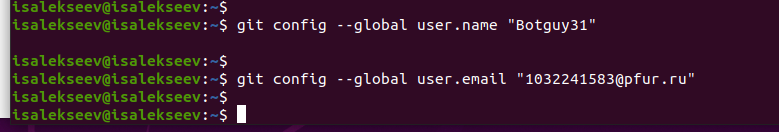 isalekseev@isalekseev:~$
isalekseev@isalekseev:~$ git config --global user.name "Botguy31"
isalekseev@isalekseev:~$
isalekseev@isalekseev:~$ git config --global user.email "1032241583@pfur.ru"
isalekseev@isalekseev:~$
isalekseev@isalekseev:~$